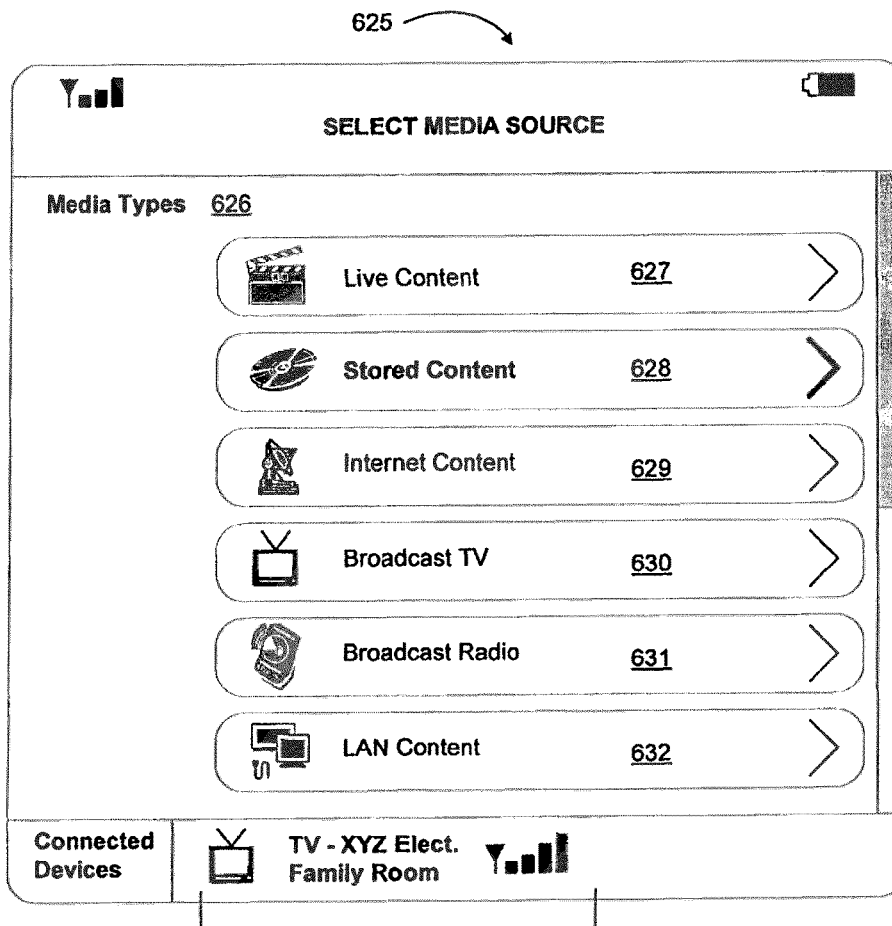 625
SELECT MEDIA SOURCE
Media Types 626
Live Content 627
Stored Content 628
Internet Content 629
Broadcast TV 630
Broadcast Radio 631
LAN Content 632
Connected Devices
TV - XYZ Elect.
Family Room